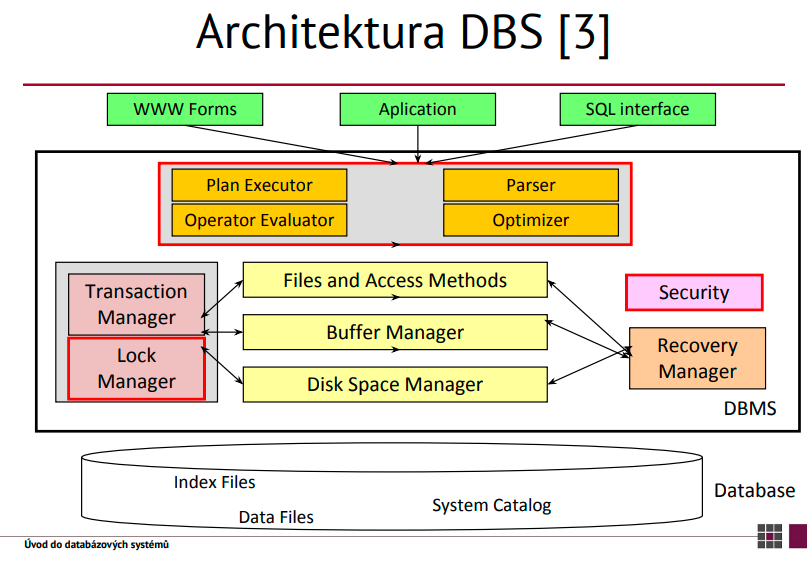 Architektura DBS [3]
WWW Forms
Aplication
SQL interface
Plan Executor
Parser
Operator Evaluator
Optimizer
Files and Access Methods
Transaction
Manager
Security
Buffer Manager
Lock
Manager
Recovery
Manager
Disk Space Manager
DBMS
Index Files
Data Files
System Catalog
Database
Úvod do databázových systémů